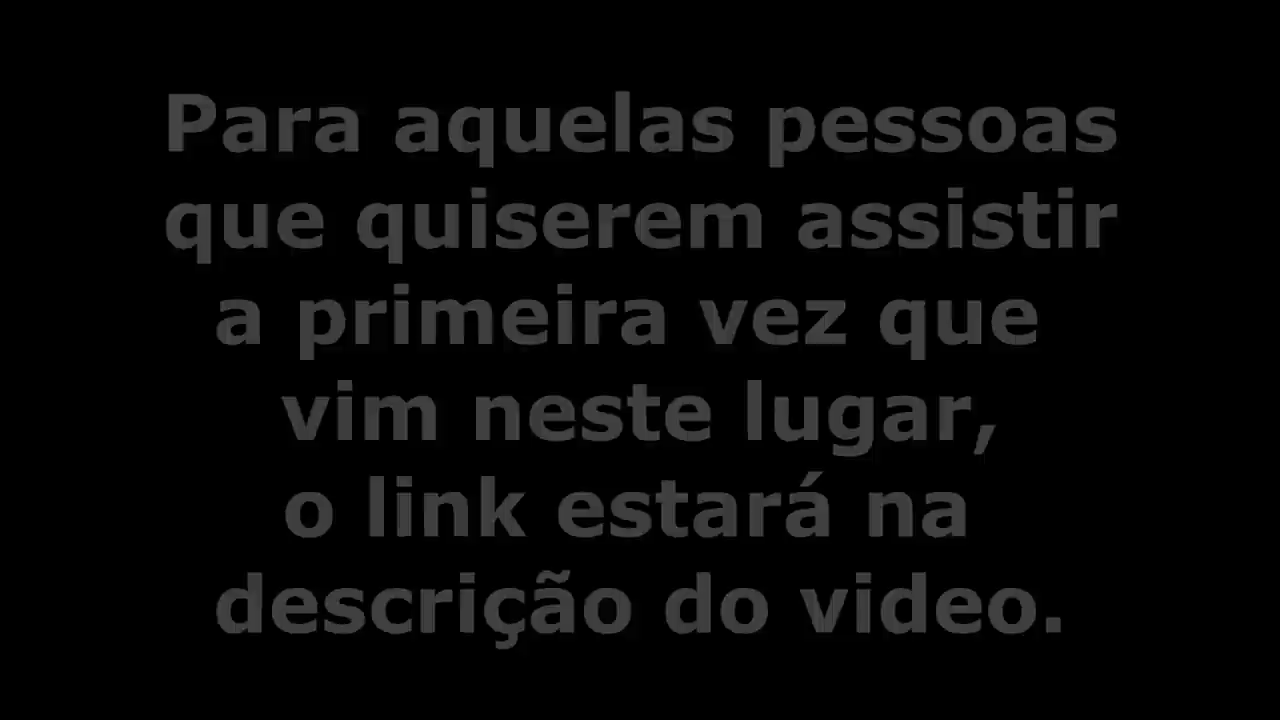 Para aquelas pessoas
que quiserem assistir
a primeira vez que
vim neste lugar,
o link estará na
descrição do video.